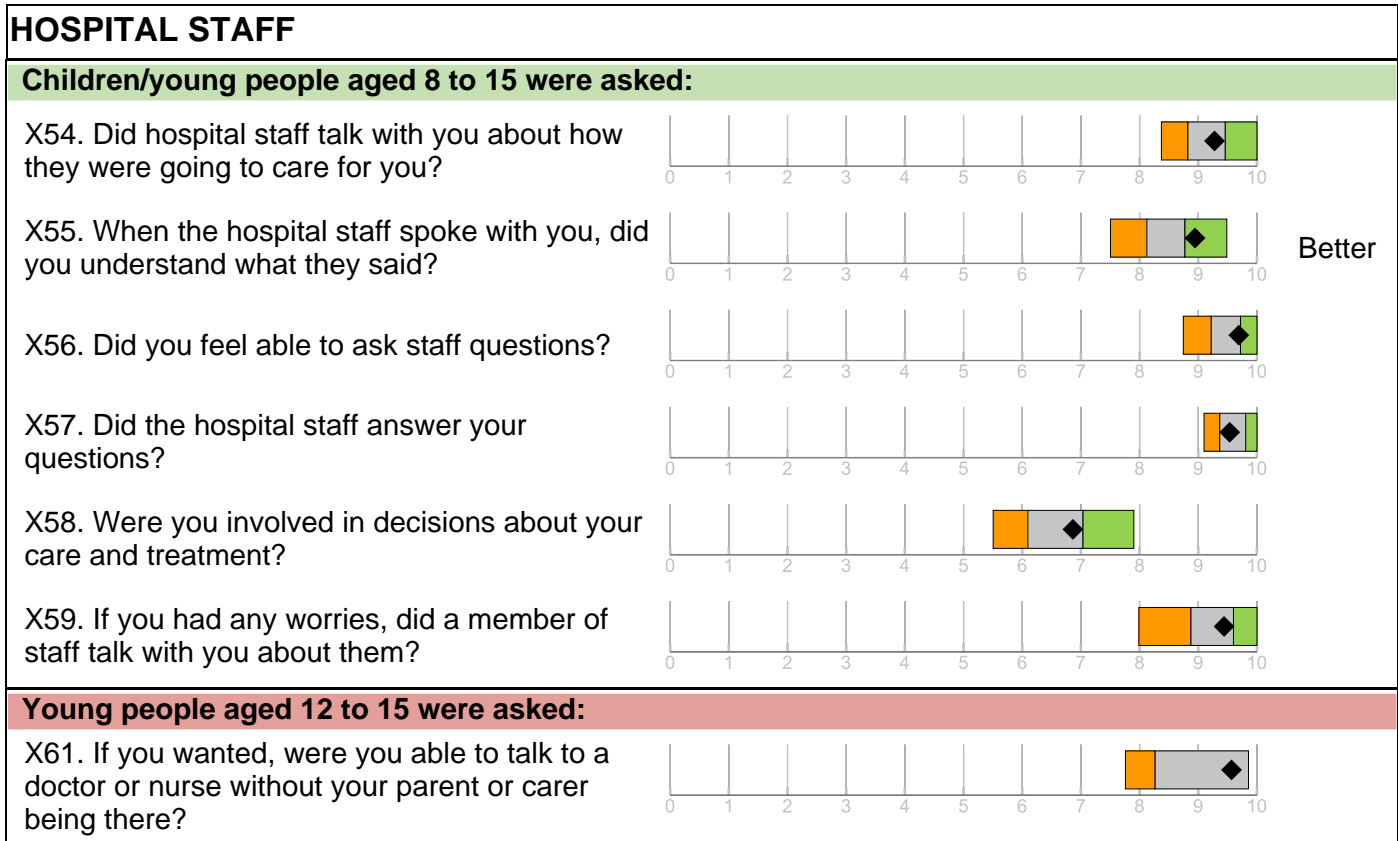 HOSPITAL STAFF
Children/young people aged 8 to 15 were asked:
X54. Did hospital staff talk with you about how
they were going to care for you?
0 1 2 3 4 5 6 7 8 9 10
X55. When the hospital staff spoke with you, did
you understand what they said?
0 1 2 3 4 5 6 7 8 9 10
Better
X56. Did you feel able to ask staff questions?
0 1 2 3 4 5 6 7 8 9 10
X57. Did the hospital staff answer your
questions?
0 1 2 3 4 5 6 7 8 9 10
X58. Were you involved in decisions about your
care and treatment?
0 1 2 3 4 5 6 7 8 9 10
X59. If you had any worries, did a member of
staff talk with you about them?
0 1 2 3 4 5 6 7 8 9 10
Young people aged 12 to 15 were asked:
X61. If you wanted, were you able to talk to a
doctor or nurse without your parent or carer
being there?
0 1 2 3 4 5 6 7 8 9 10